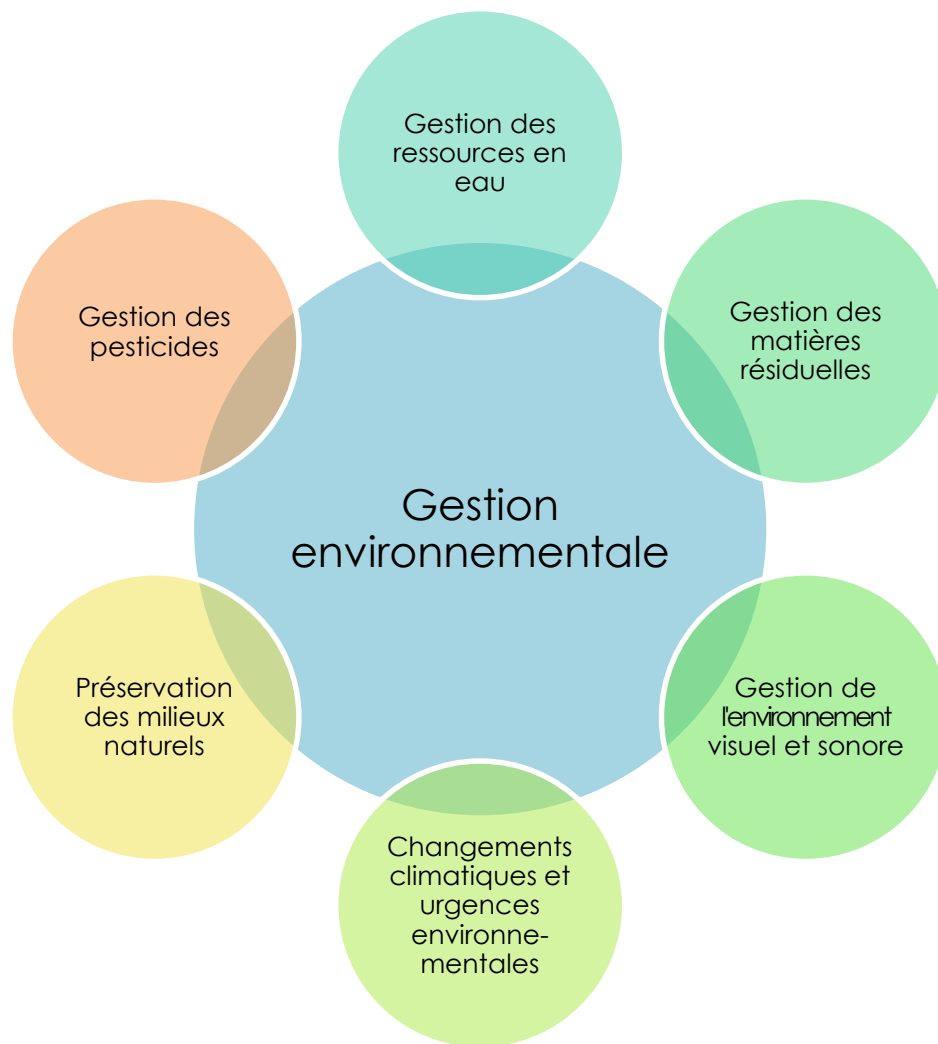 Gestion des
ressources en
eau
Gestion des
matières
résiduelles
Gestion de
l'environnement
visuel et sonore
Changements
climatiques et
urgences
environne-
mentales
Préservation
des milieux
naturels
Gestion des
pesticides
Gestion
environnementale